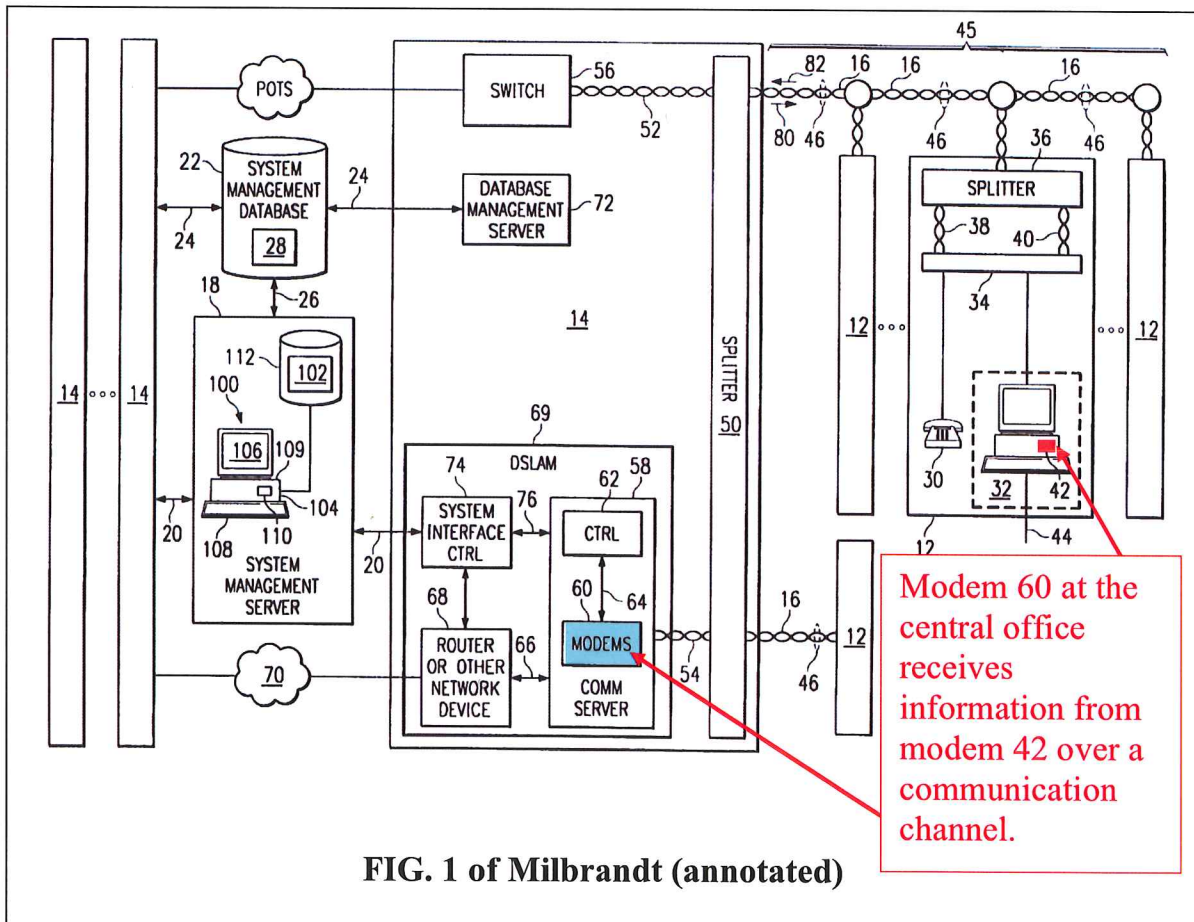 45
56
82
16
16
16
POTS
SWITCH
52
80
46
46
46
22
SYSTEM
MANAGEMENT
DATABASE
28
24
24
DATABASE
MANAGEMENT
SERVER
72
36
SPLITTER
38
40
34
18
26
14
12
12
112
102
100
106
109
104
110
108
SYSTEM
MANAGEMENT
SERVER
14
14
20
20
SPLITTER
50
69
DSLAM
74
SYSTEM
INTERFACE
CTRL
76
62
58
CTRL
60
64
MODEMS
COMM
SERVER
68
ROUTER
OR OTHER
NETWORK
DEVICE
66
70
54
16
46
12
30
32
42
12
44
Modem 60 at the
central office
receives
information from
modem 42 over a
communication
channel.
FIG. 1 of Milbrandt (annotated)